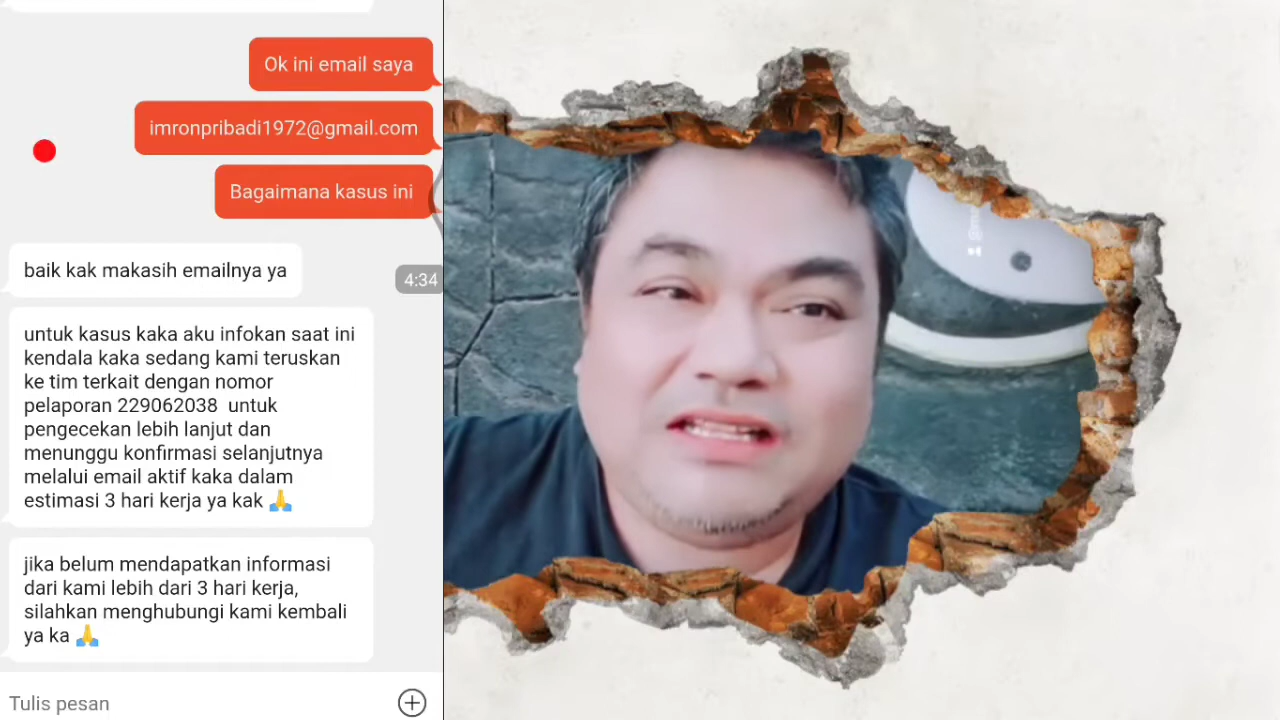 Ok ini email saya
imronpribadi1972@gmail.com
Bagaimana kasus ini
baik kak makasih emailnya ya
4:34
untuk kasus kaka aku infokan saat ini
kendala kaka sedang kami teruskan
ke tim terkait dengan nomor
pelaporan 229062038 untuk
pengecekan lebih lanjut dan
menunggu konfirmasi selanjutnya
melalui email aktif kaka dalam
estimasi 3 hari kerja ya kak 🙏
jika belum mendapatkan informasi
dari kami lebih dari 3 hari kerja,
silahkan menghubungi kami kembali
ya ka 🙏
Tulis pesan